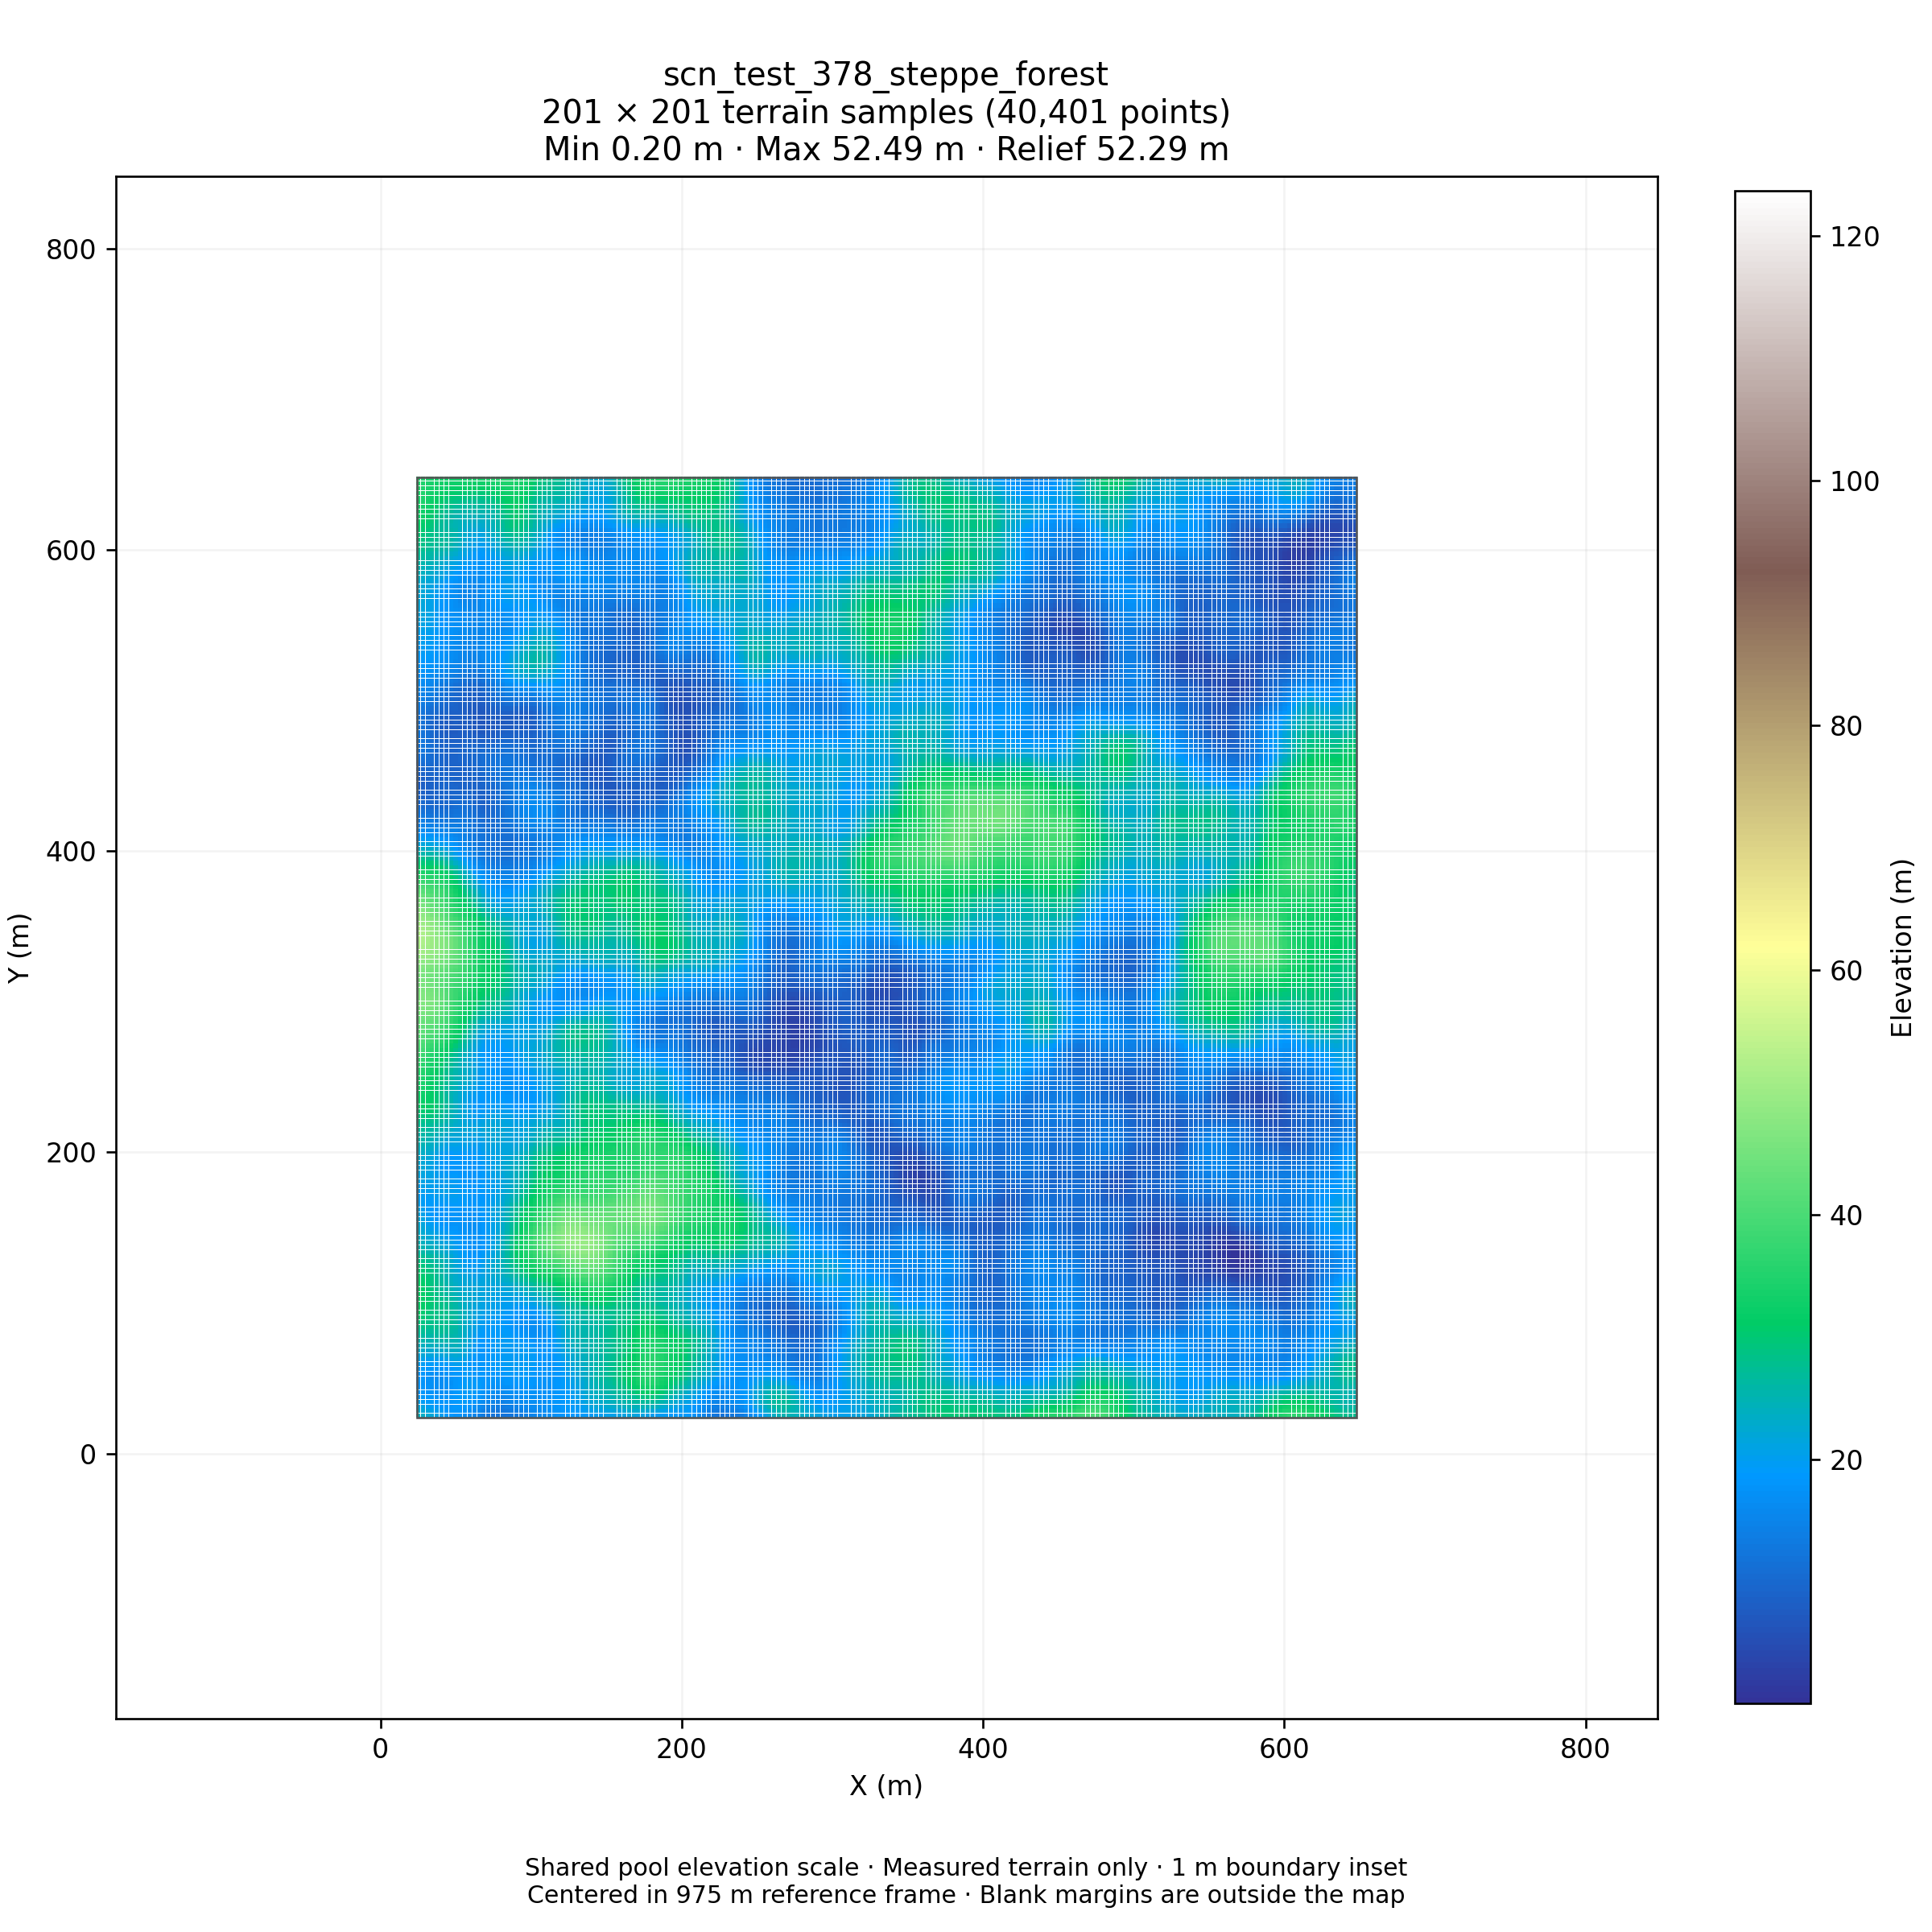 scn_test_378_steppe_forest
201 × 201 terrain samples (40,401 points)
Min 0.20 m · Max 52.49 m · Relief 52.29 m
800
600
400
200
0
Y (m)
0
200
400
600
800
X (m)
120
100
80
60
40
20
Elevation (m)
Shared pool elevation scale · Measured terrain only · 1 m boundary inset
Centered in 975 m reference frame · Blank margins are outside the map